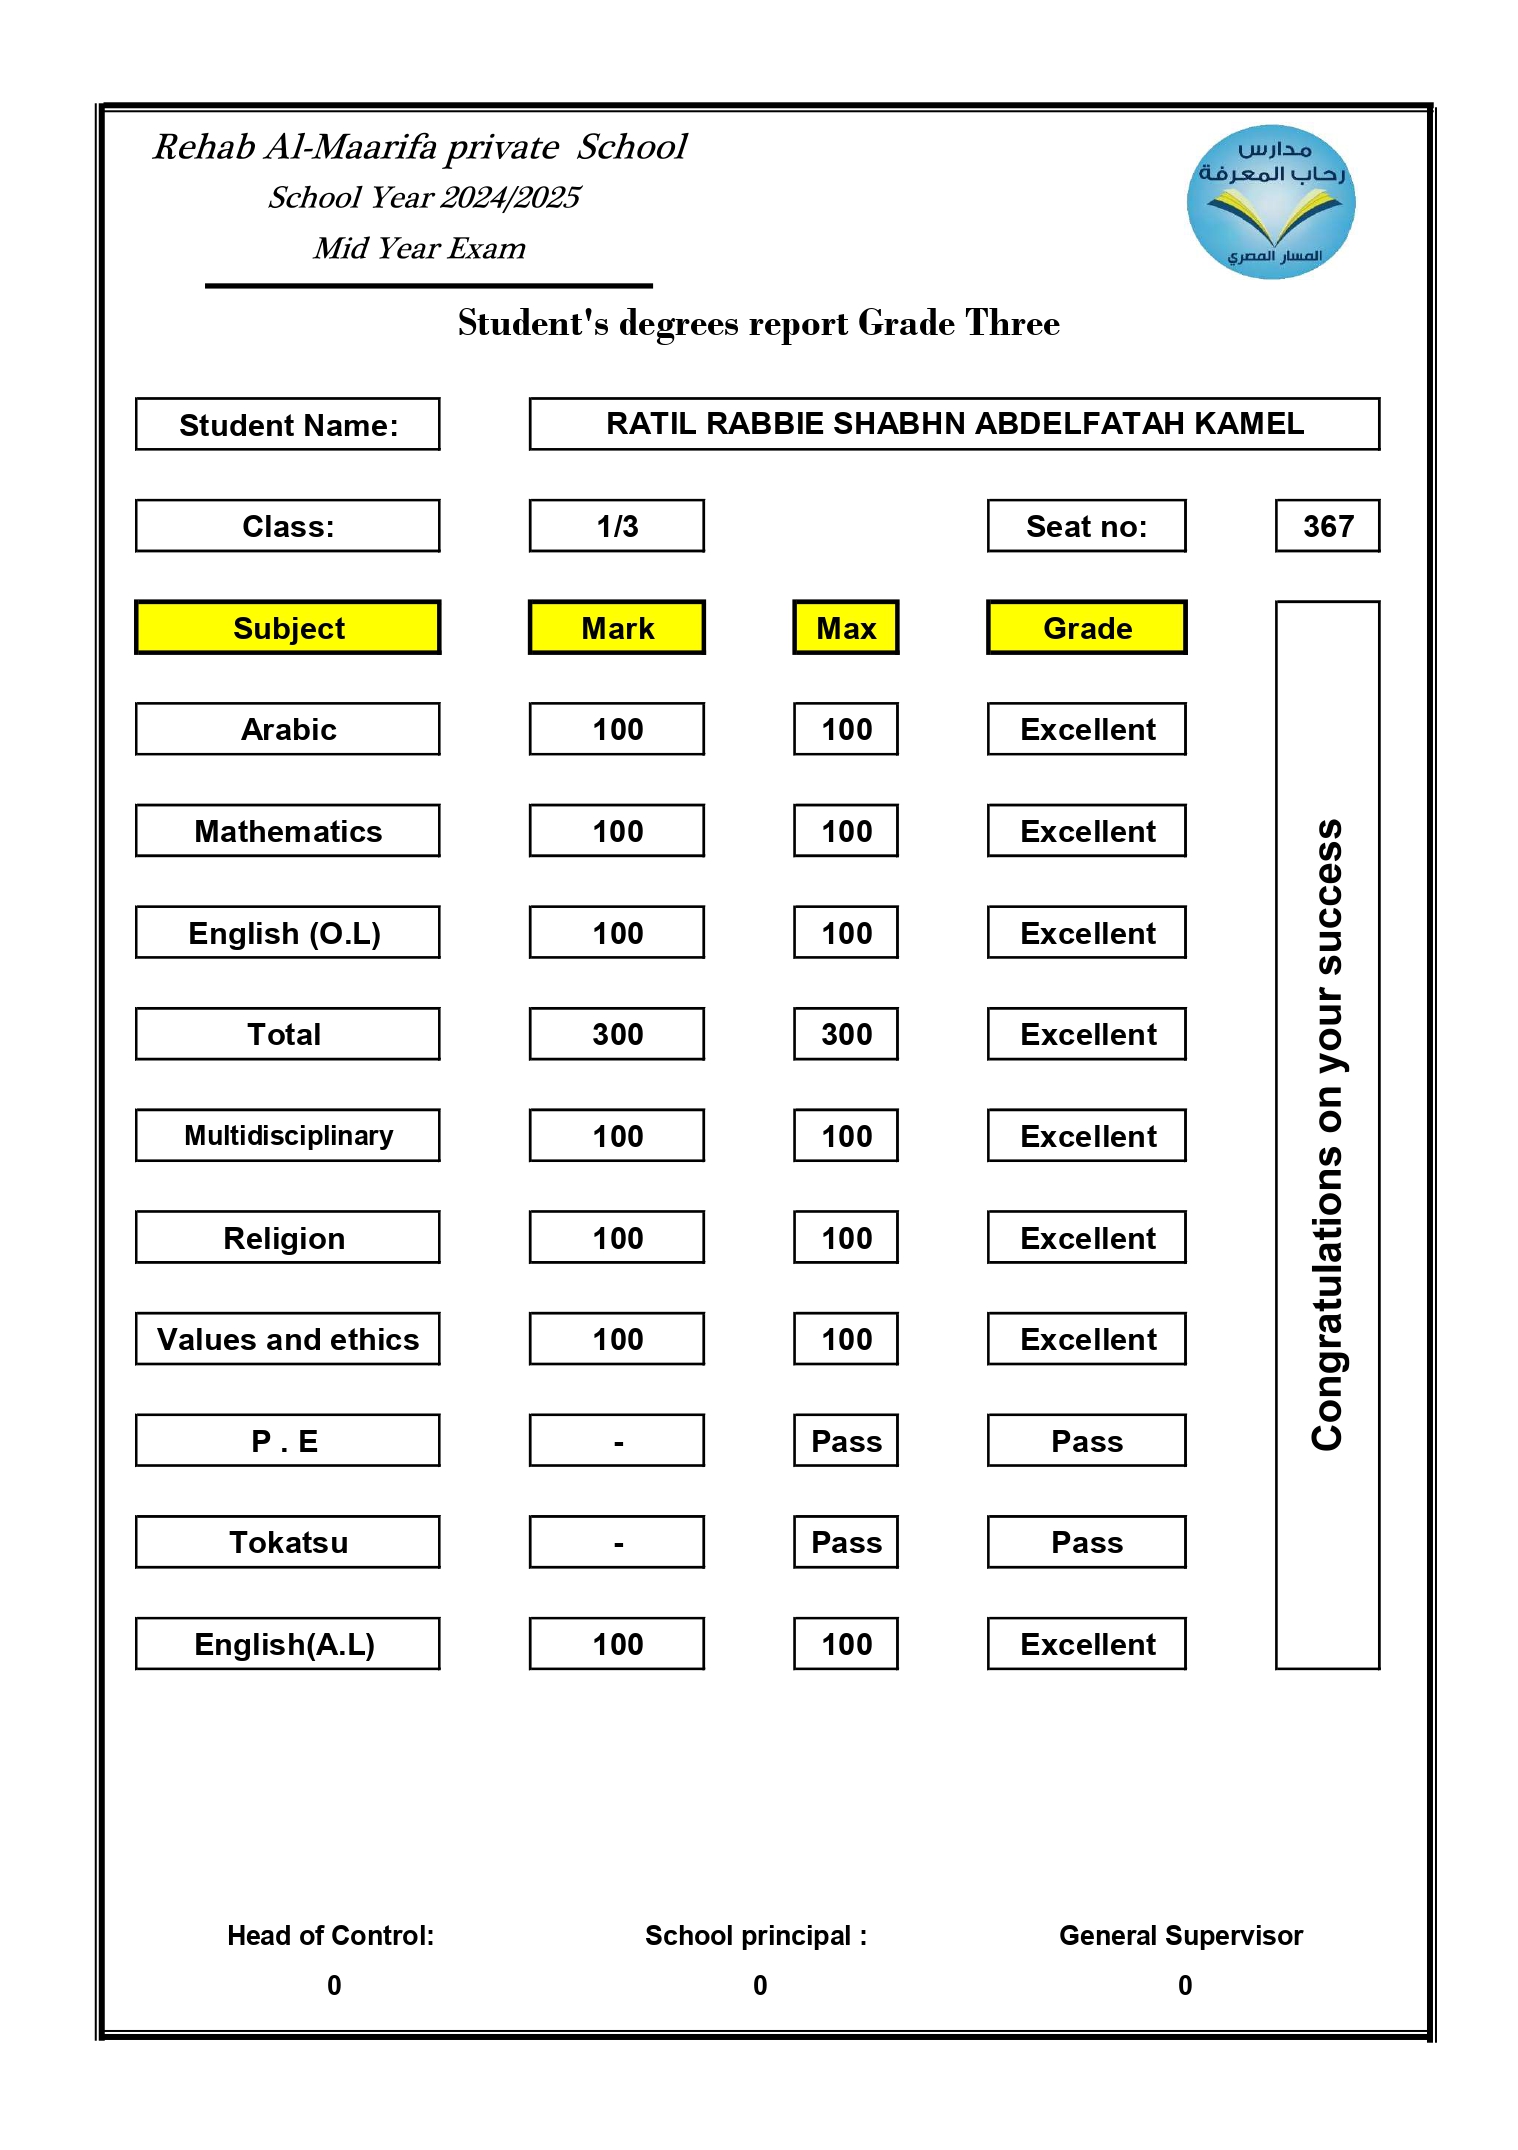 Rehab Al-Maarifa private School
School Year 2024/2025
Mid Year Exam
مدارس
رحاب المعرفة
المسار المصري
Student's degrees report Grade Three
Student Name: RATIL RABBIE SHABHN ABDELFATAH KAMEL
Class: 1/3 Seat no: 367
Subject Mark Max Grade
Arabic 100 100 Excellent
Mathematics 100 100 Excellent
English (O.L) 100 100 Excellent
Total 300 300 Excellent
Multidisciplinary 100 100 Excellent
Religion 100 100 Excellent
Values and ethics 100 100 Excellent
P . E - Pass Pass
Tokatsu - Pass Pass
English(A.L) 100 100 Excellent
Congratulations on your success
Head of Control: School principal : General Supervisor
0 0 0